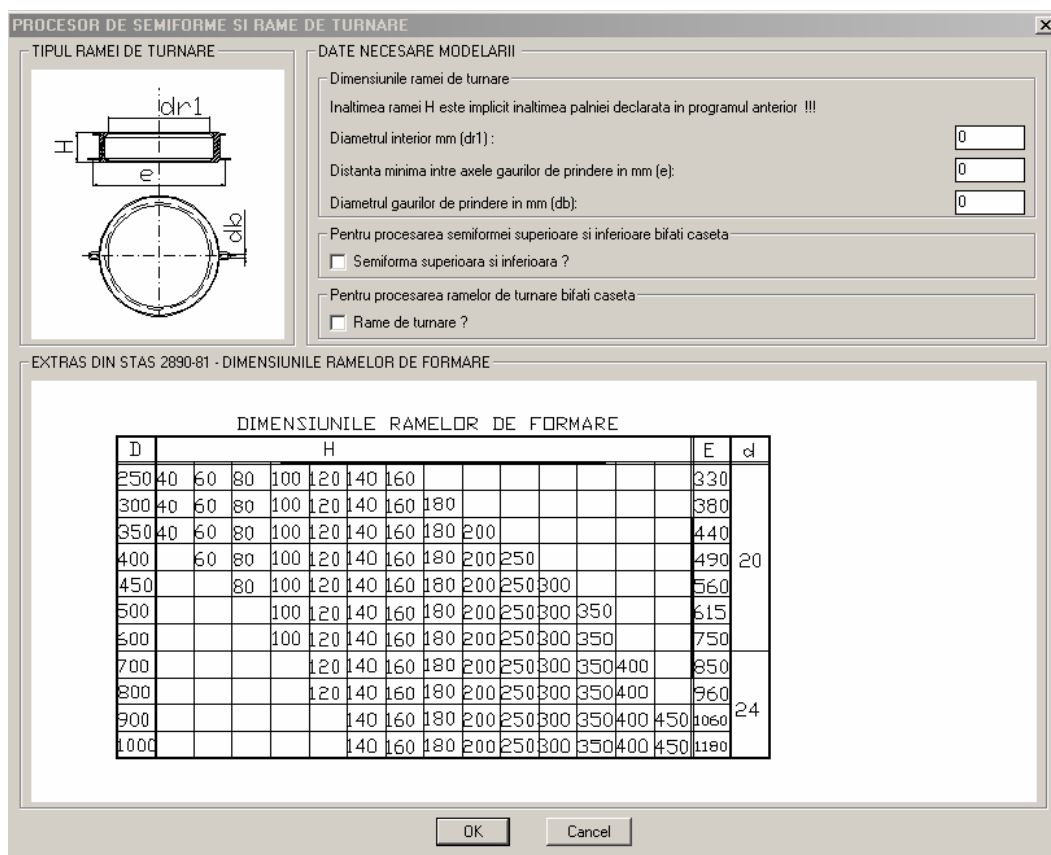 PROCESOR DE SEMIFORME SI RAME DE TURNARE
TIPUL RAMEI DE TURNARE
dr1
H
e
db
DATE NECESARE MODELARII
Dimensiunile ramei de turnare
Inaltimea ramei H este implicit inaltimea palniei declarata in programul anterior !!!
Diametrul interior mm (dr1) : 0
Distanta minima intre axele gaurilor de prindere in mm (e): 0
Diametrul gaurilor de prindere in mm (db): 0
Pentru procesarea semiformei superioare si inferioare bifati caseta
Semiforma superioara si inferioara ?
Pentru procesarea ramelor de turnare bifati caseta
Rame de turnare ?
EXTRAS DIN STAS 2890-81 - DIMENSIUNILE RAMELOR DE FORMARE
DIMENSIUNILE RAMELOR DE FORMARE
D H E d
250 40 60 80 100 120 140 160 330
300 40 60 80 100 120 140 160 180 380
350 40 60 80 100 120 140 160 180 200 440
400 60 80 100 120 140 160 180 200 250 490 20
450 80 100 120 140 160 180 200 250 300 560
500 100 120 140 160 180 200 250 300 350 615
600 100 120 140 160 180 200 250 300 350 750
700 120 140 160 180 200 250 300 350 400 850
800 120 140 160 180 200 250 300 350 400 960
900 140 160 180 200 250 300 350 400 450 1060 24
1000 140 160 180 200 250 300 350 400 450 1180
OK Cancel